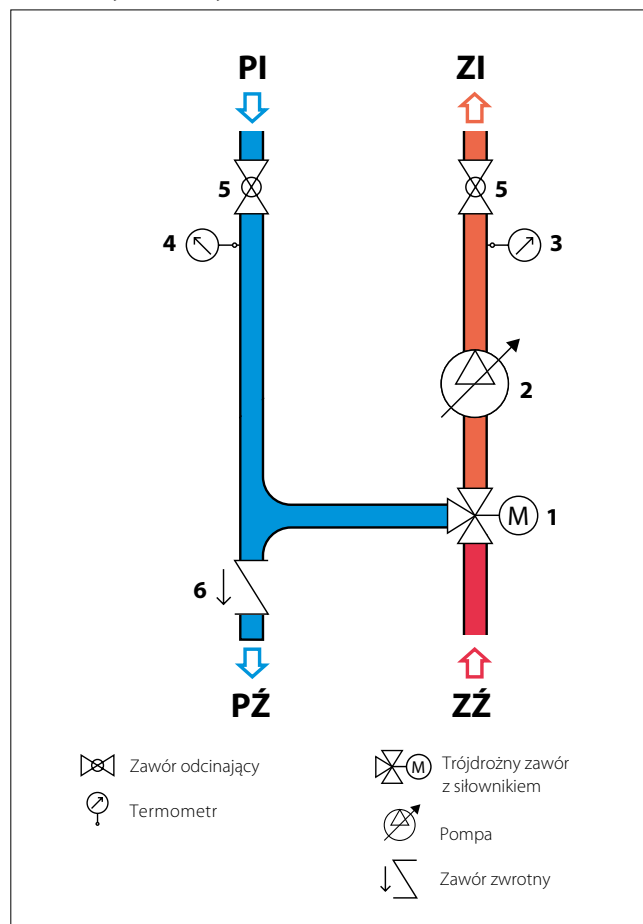 PI ZI
5 5
4 3
2
M 1
6
PŹ ZŹ
Zawór odcinający
Termometr
M Trójdrożny zawór
z siłownikiem
Pompa
Zawór zwrotny